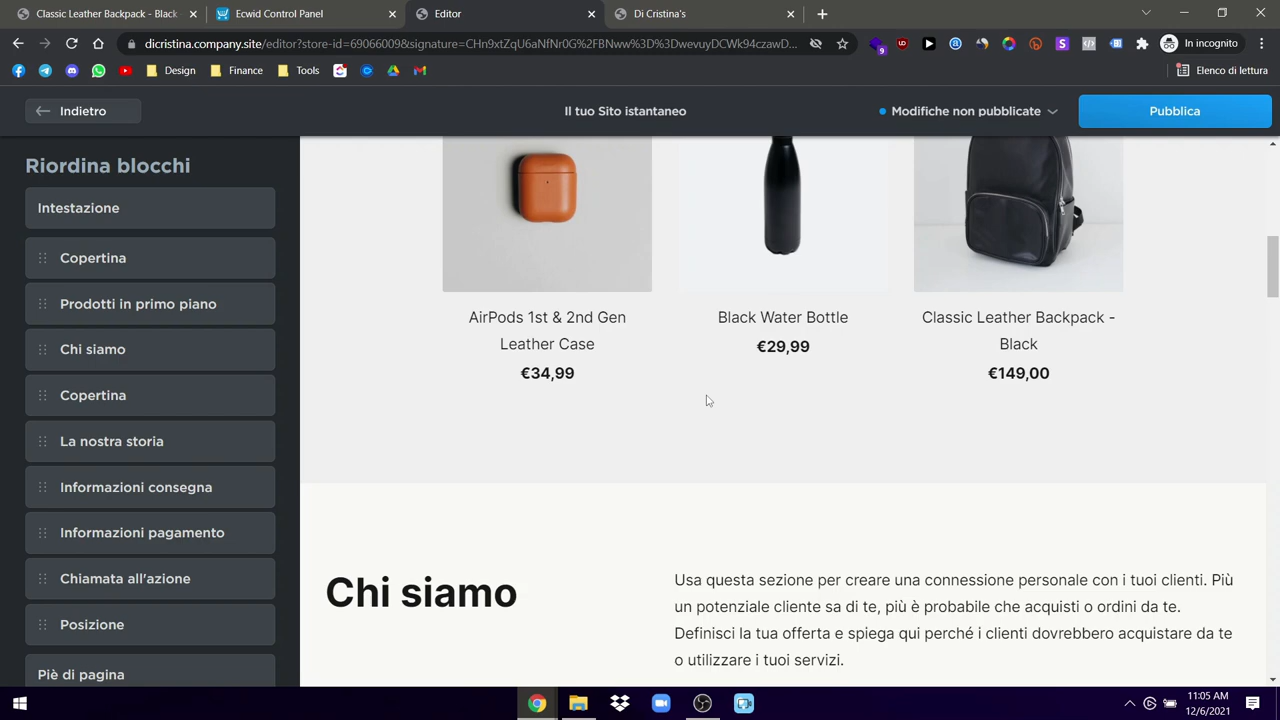 Classic Leather Backpack - Black
Ecwid Control Panel
Editor
Di Cristina's
dicristina.company.site/editor?store-id=69066009&signature=CHn9xtZqU6aNfNr0G%2FBNww%3D%3DwevuyDCWk94czawD...
9
In incognito
Design
Finance
Tools
Elenco di lettura
Indietro
Il tuo Sito istantaneo
Modifiche non pubblicate
Pubblica
Riordina blocchi
Intestazione
Copertina
Prodotti in primo piano
Chi siamo
Copertina
La nostra storia
Informazioni consegna
Informazioni pagamento
Chiamata all'azione
Posizione
Piè di pagina
AirPods 1st & 2nd Gen
Leather Case
€34,99
Black Water Bottle
€29,99
Classic Leather Backpack -
Black
€149,00
Chi siamo
Usa questa sezione per creare una connessione personale con i tuoi clienti. Più
un potenziale cliente sa di te, più è probabile che acquisti o ordini da te.
Definisci la tua offerta e spiega qui perché i clienti dovrebbero acquistare da te
o utilizzare i tuoi servizi.
11:05 AM
12/6/2021